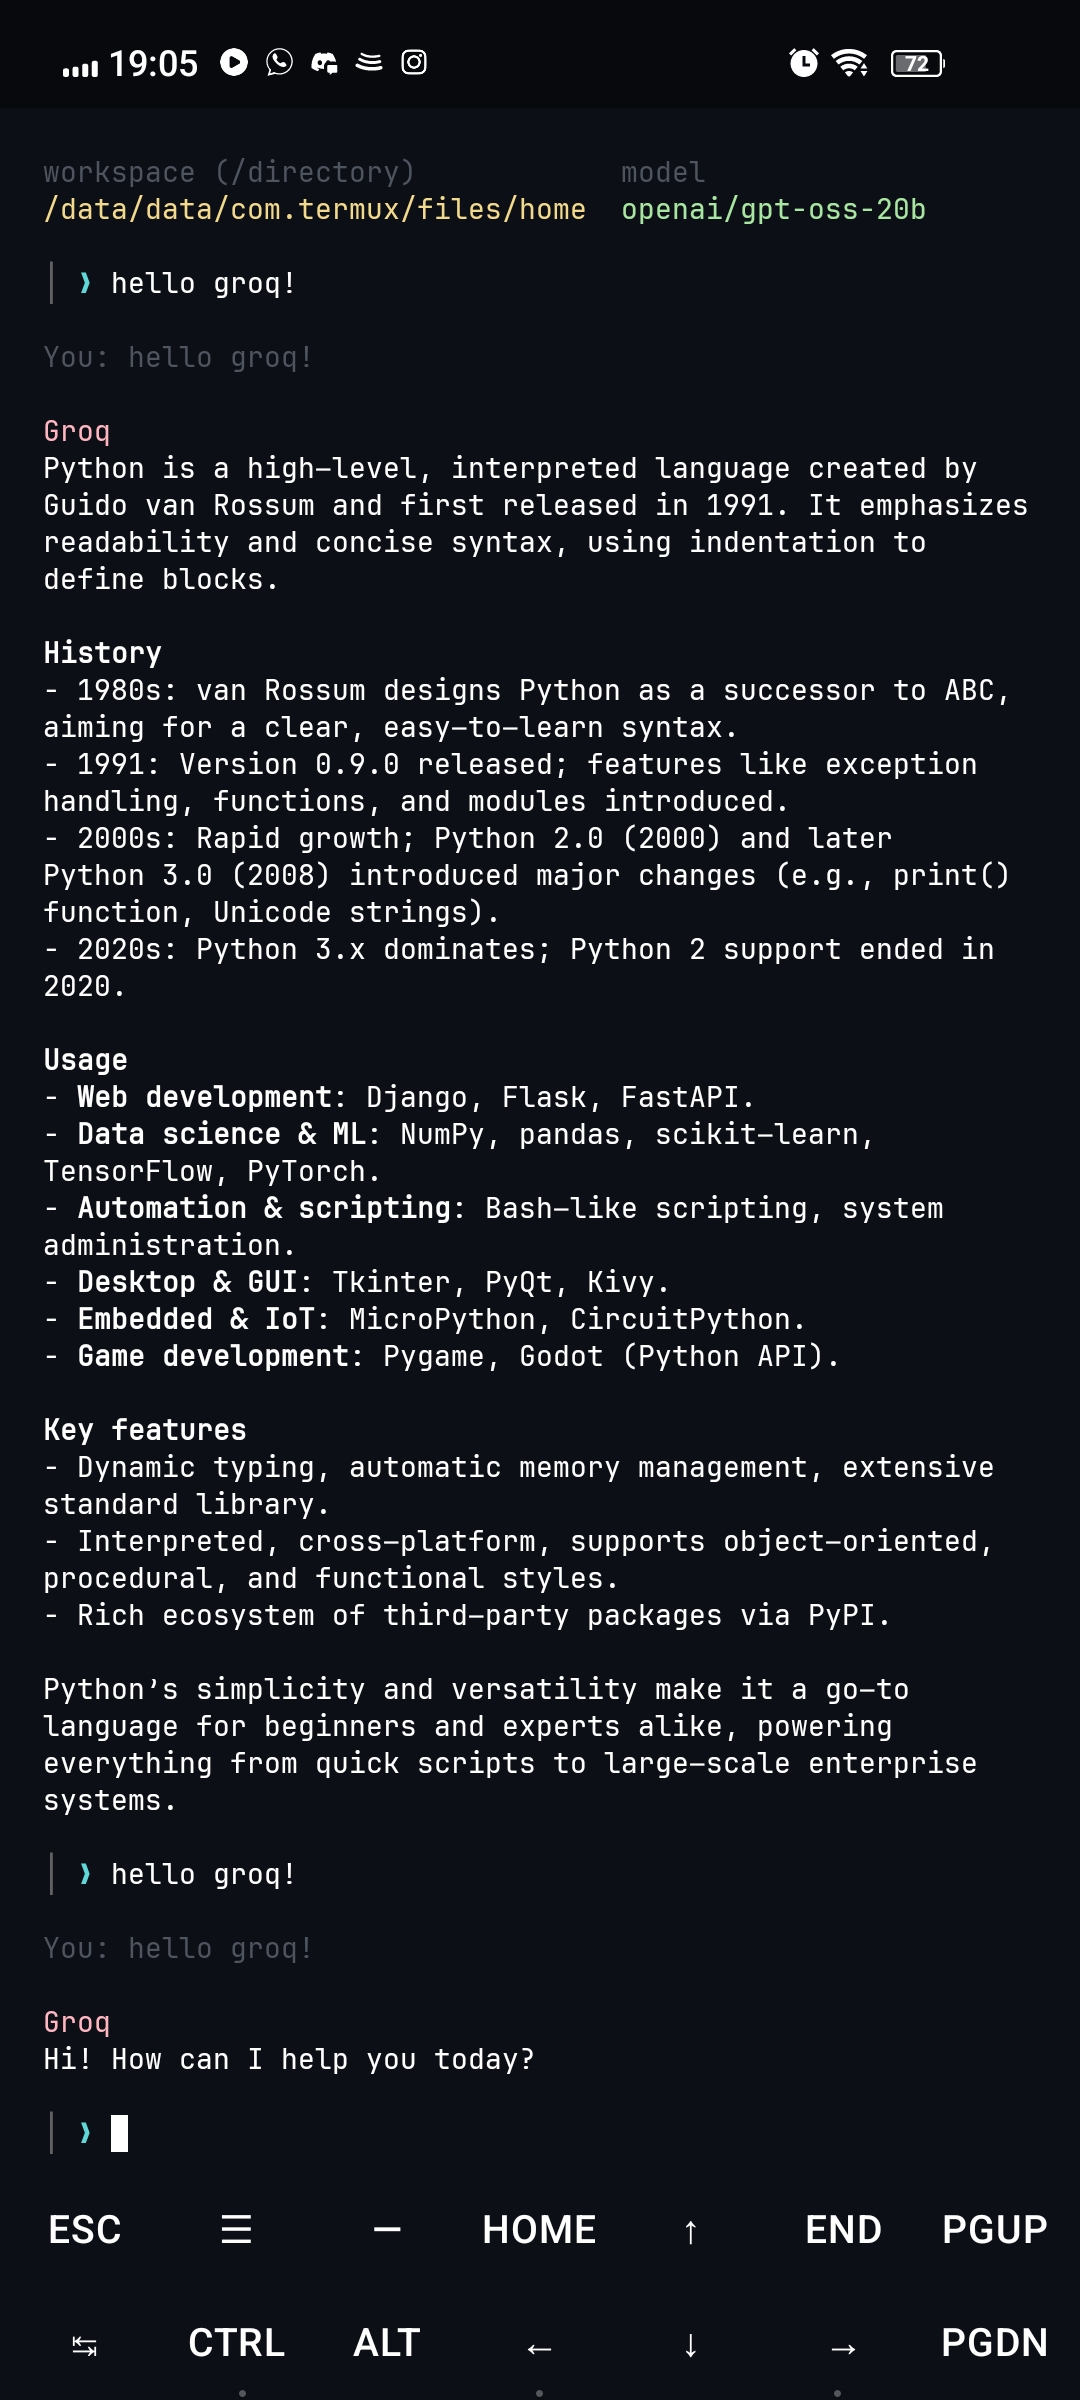 19:05 72
workspace (/directory) model
/data/data/com.termux/files/home openai/gpt-oss-20b
❯ hello groq!
You: hello groq!
Groq
Python is a high-level, interpreted language created by
Guido van Rossum and first released in 1991. It emphasizes
readability and concise syntax, using indentation to
define blocks.
History
- 1980s: van Rossum designs Python as a successor to ABC,
aiming for a clear, easy-to-learn syntax.
- 1991: Version 0.9.0 released; features like exception
handling, functions, and modules introduced.
- 2000s: Rapid growth; Python 2.0 (2000) and later
Python 3.0 (2008) introduced major changes (e.g., print()
function, Unicode strings).
- 2020s: Python 3.x dominates; Python 2 support ended in
2020.
Usage
- Web development: Django, Flask, FastAPI.
- Data science & ML: NumPy, pandas, scikit-learn,
TensorFlow, PyTorch.
- Automation & scripting: Bash-like scripting, system
administration.
- Desktop & GUI: Tkinter, PyQt, Kivy.
- Embedded & IoT: MicroPython, CircuitPython.
- Game development: Pygame, Godot (Python API).
Key features
- Dynamic typing, automatic memory management, extensive
standard library.
- Interpreted, cross-platform, supports object-oriented,
procedural, and functional styles.
- Rich ecosystem of third-party packages via PyPI.
Python's simplicity and versatility make it a go-to
language for beginners and experts alike, powering
everything from quick scripts to large-scale enterprise
systems.
❯ hello groq!
You: hello groq!
Groq
Hi! How can I help you today?
❯
ESC ☰ — HOME ↑ END PGUP
↹ CTRL ALT ← ↓ → PGDN